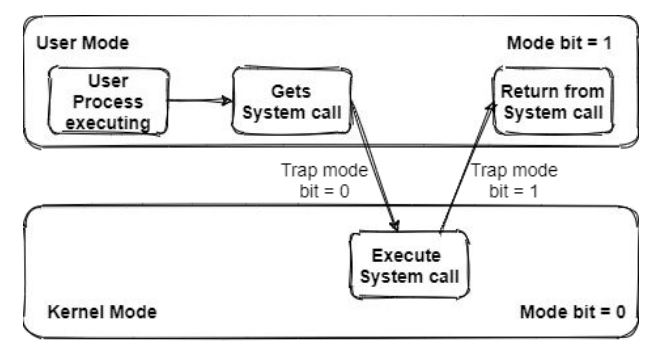 User Mode
Mode bit = 1
User
Process
executing
Gets
System call
Return from
System call
Trap mode
bit = 0
Trap mode
bit = 1
Execute
System call
Kernel Mode
Mode bit = 0